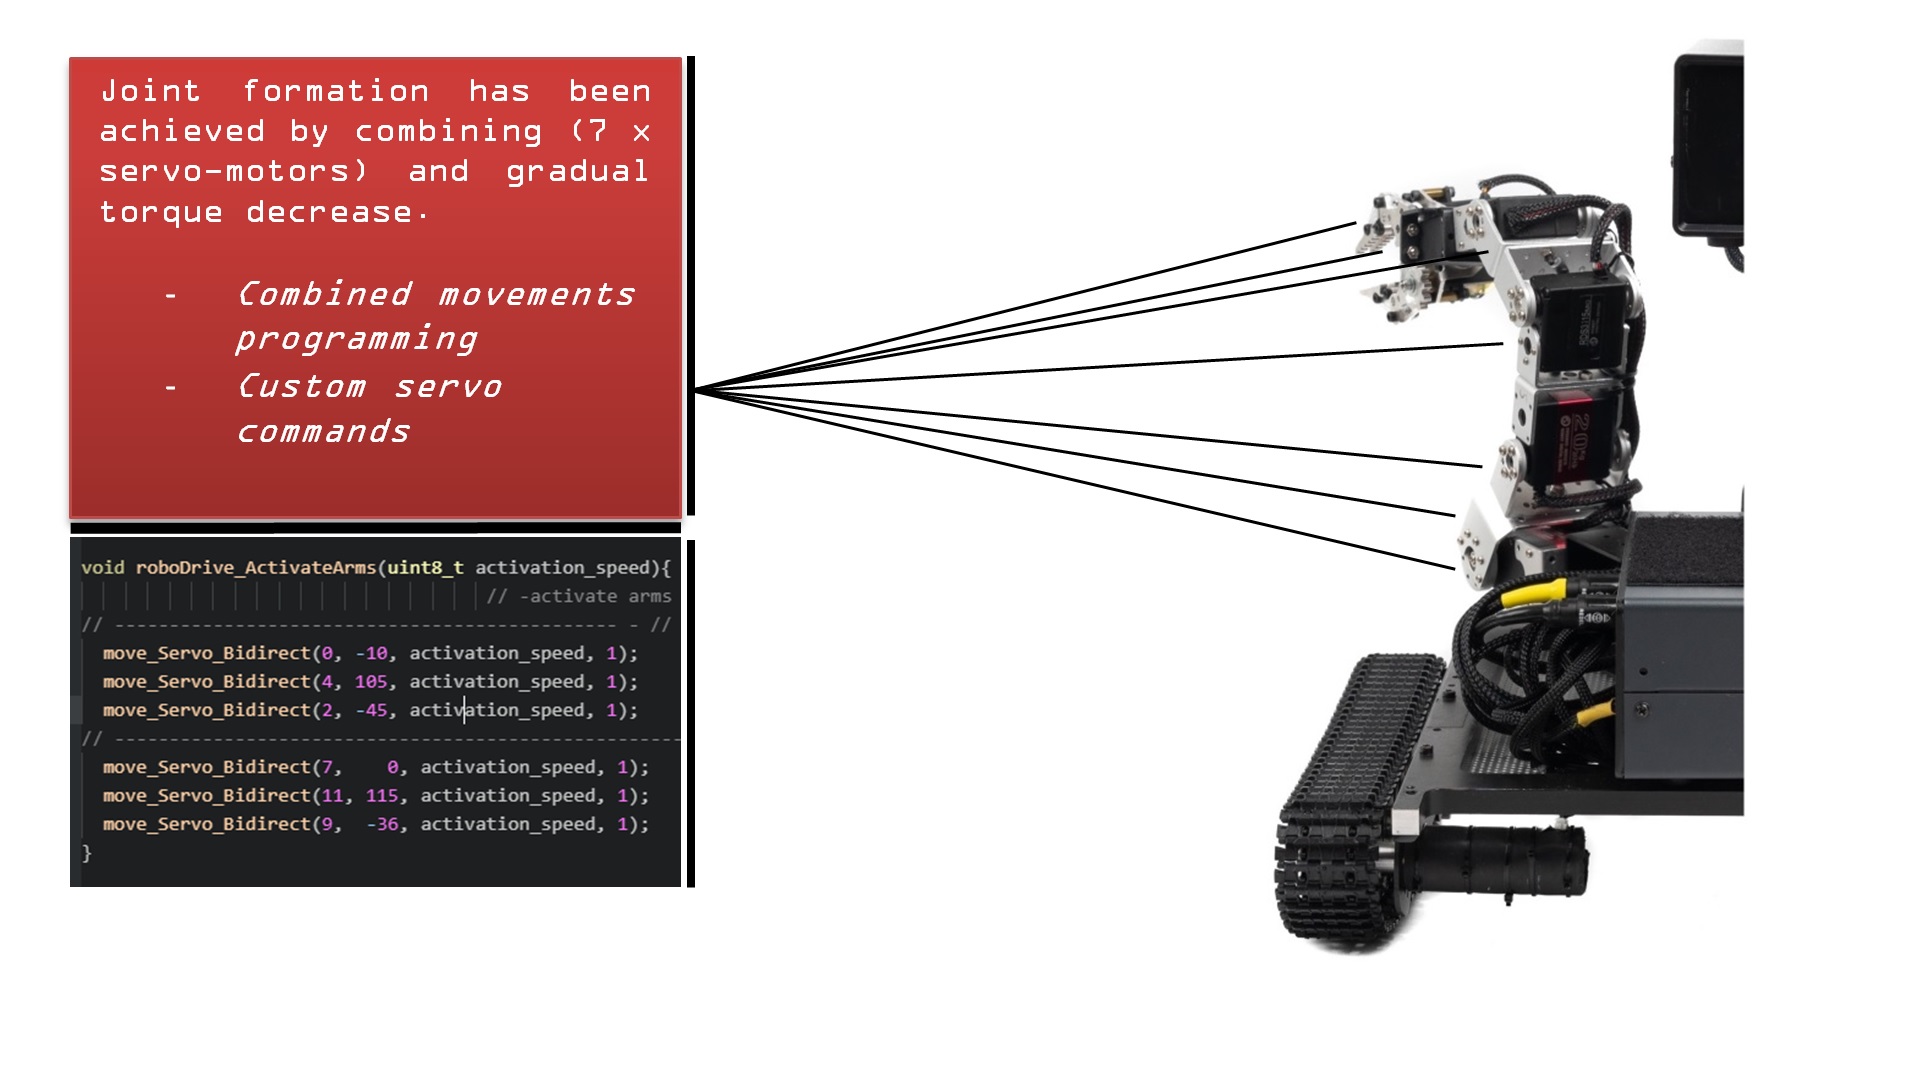 Joint formation has been
achieved by combining (7 x
servo-motors) and gradual
torque decrease.
- Combined movements
programming
- Custom servo
commands
void roboDrive_ActivateArms(uint8_t activation_speed){
// -activate arms
// ---------------------------------------------- - //
move_Servo_Bidirect(0, -10, activation_speed, 1);
move_Servo_Bidirect(4, 105, activation_speed, 1);
move_Servo_Bidirect(2, -45, activation_speed, 1);
// ----------------------------------------------------
move_Servo_Bidirect(7, 0, activation_speed, 1);
move_Servo_Bidirect(11, 115, activation_speed, 1);
move_Servo_Bidirect(9, -36, activation_speed, 1);
}